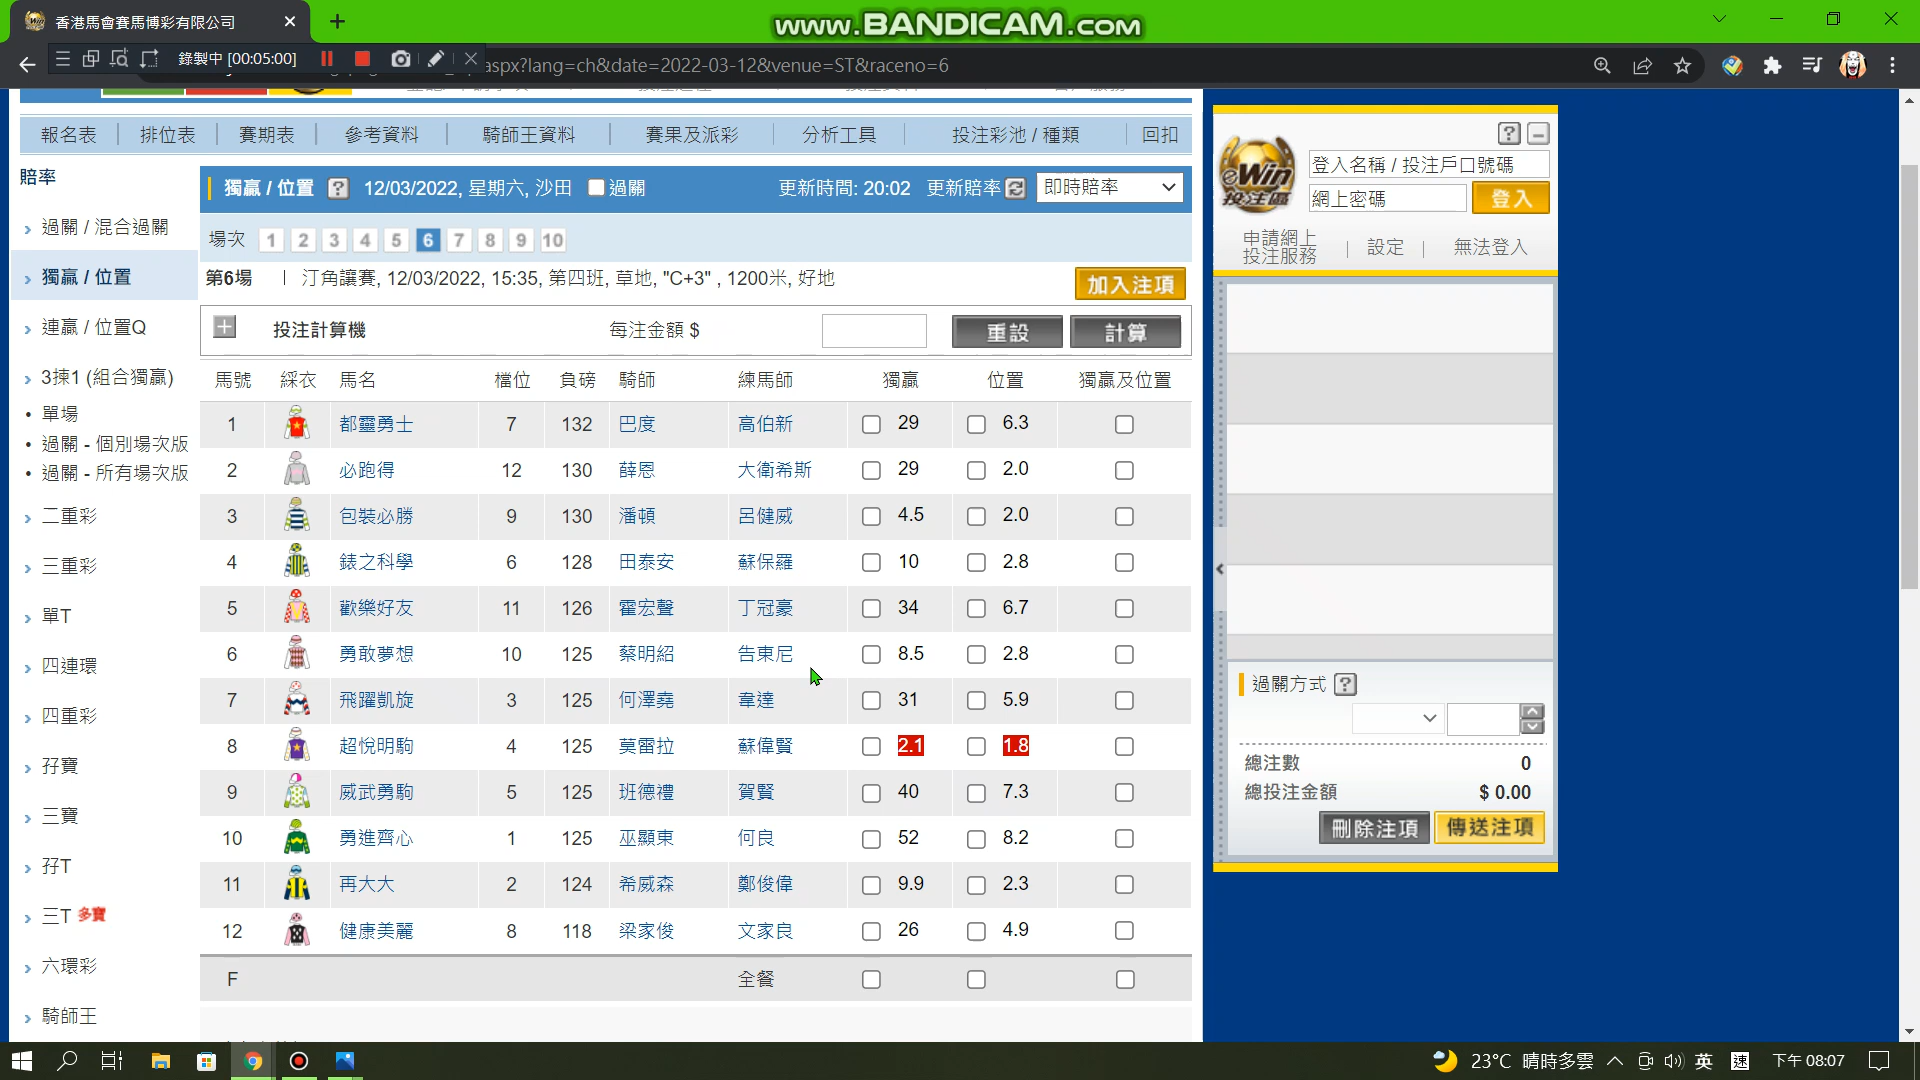 香港馬會賽馬博彩有限公司
www.BANDICAM.com
錄製中 [00:05:00]
aspx?lang=ch&date=2022-03-12&venue=ST&raceno=6
報名表 排位表 賽期表 參考資料 騎師王資料 賽果及派彩 分析工具 投注彩池 / 種類 回扣
賠率
過關 / 混合過關
獨贏 / 位置
連贏 / 位置Q
3揀1 (組合獨贏)
• 單場
• 過關 - 個別場次版
• 過關 - 所有場次版
二重彩
三重彩
單T
四連環
四重彩
孖寶
三寶
孖T
三T 多寶
六環彩
騎師王
獨贏 / 位置 ? 12/03/2022, 星期六, 沙田 過關 更新時間: 20:02 更新賠率 即時賠率
場次 1 2 3 4 5 6 7 8 9 10
第6場 | 汀角讓賽, 12/03/2022, 15:35, 第四班, 草地, "C+3" , 1200米, 好地 加入注項
投注計算機 每注金額 $ 重設 計算
馬號 綵衣 馬名 檔位 負磅 騎師 練馬師 獨贏 位置 獨贏及位置
1 都靈勇士 7 132 巴度 高伯新 29 6.3
2 必跑得 12 130 薛恩 大衛希斯 29 2.0
3 包裝必勝 9 130 潘頓 呂健威 4.5 2.0
4 錶之科學 6 128 田泰安 蘇保羅 10 2.8
5 歡樂好友 11 126 霍宏聲 丁冠豪 34 6.7
6 勇敢夢想 10 125 蔡明紹 告東尼 8.5 2.8
7 飛躍凱旋 3 125 何澤堯 韋達 31 5.9
8 超悅明駒 4 125 莫雷拉 蘇偉賢 2.1 1.8
9 威武勇駒 5 125 班德禮 賀賢 40 7.3
10 勇進齊心 1 125 巫顯東 何良 52 8.2
11 再大大 2 124 希威森 鄭俊偉 9.9 2.3
12 健康美麗 8 118 梁家俊 文家良 26 4.9
F 全餐
eWin
投注區
登入名稱 / 投注戶口號碼
網上密碼 登入
申請網上
投注服務 | 設定 | 無法登入
過關方式 ?
總注數 0
總投注金額 $ 0.00
刪除注項 傳送注項
23°C 晴時多雲 英 速 下午 08:07